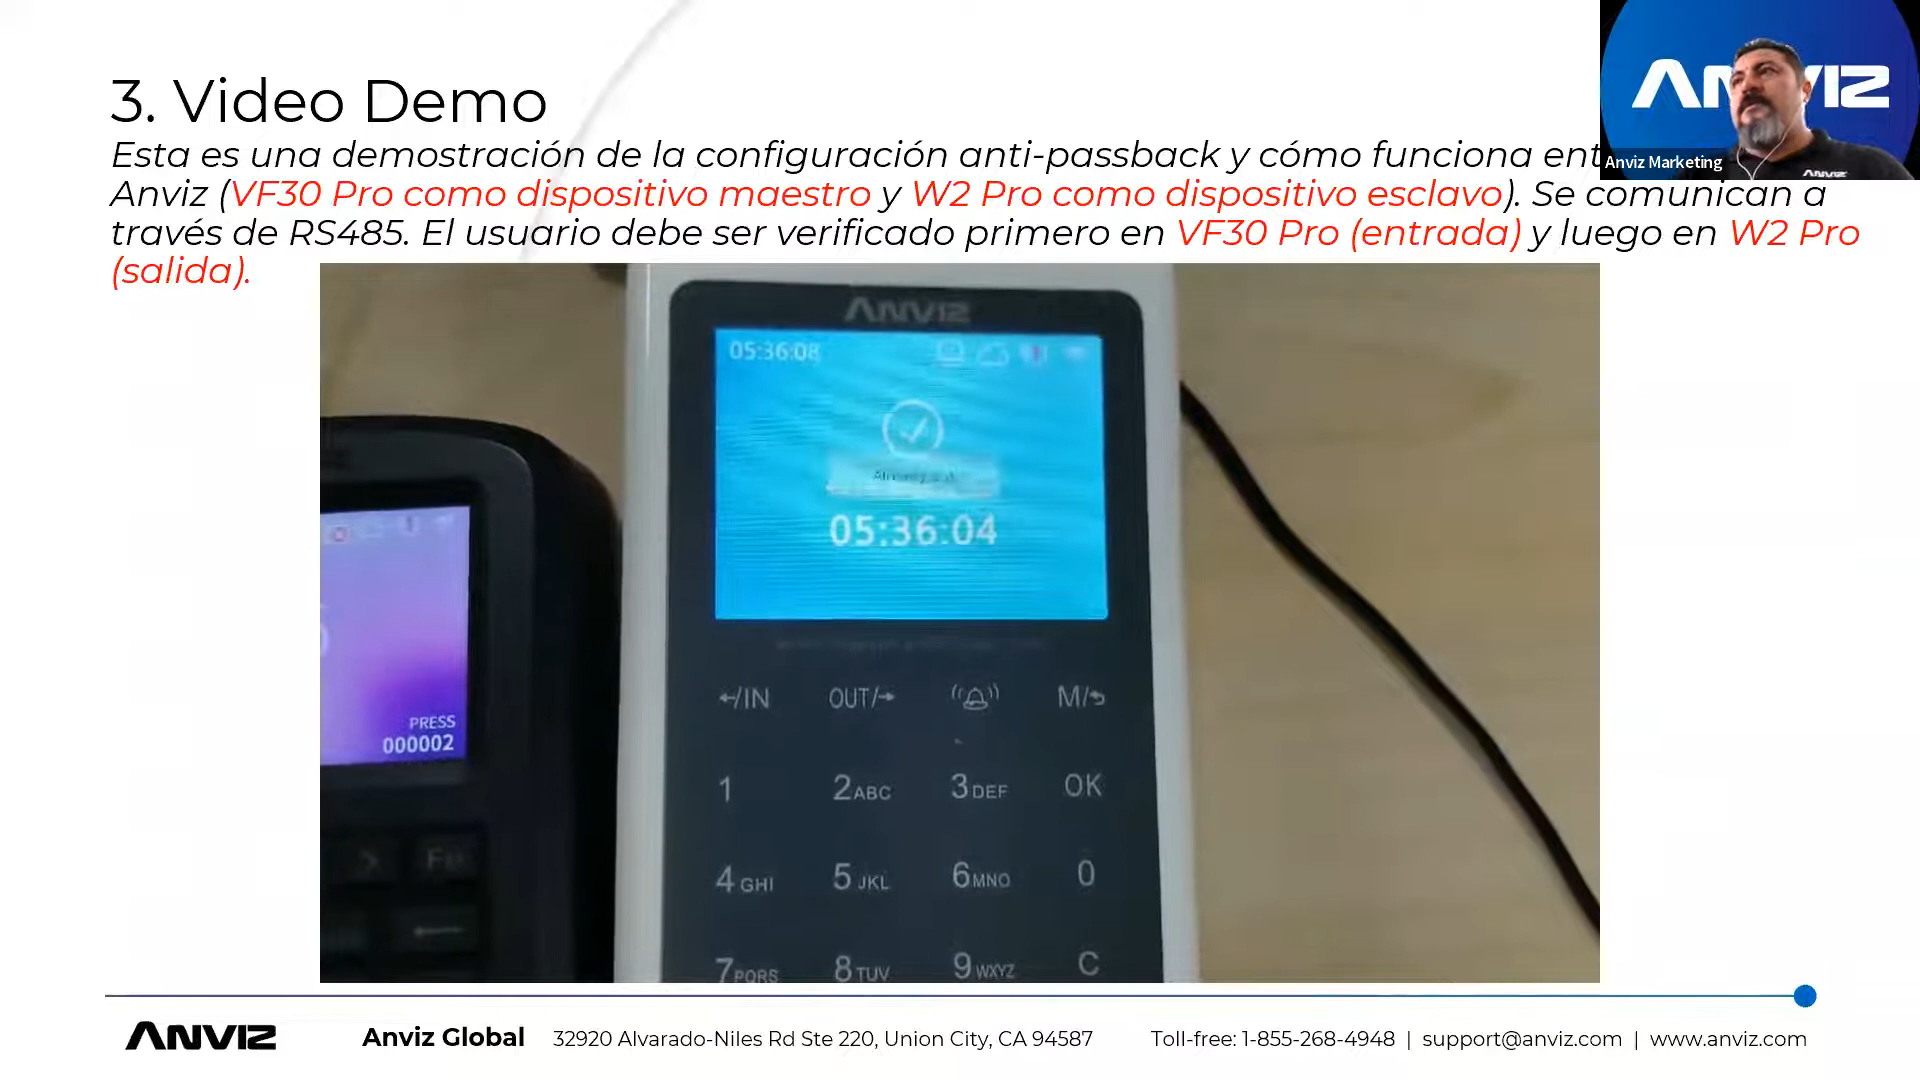 3. Video Demo
ANVIZ
Esta es una demostración de la configuración anti-passback y cómo funciona
Anviz Marketing
ANVIZ
Anviz (VF30 Pro como dispositivo maestro y W2 Pro como dispositivo esclavo). Se comunican a
través de RS485. El usuario debe ser verificado primero en VF30 Pro (entrada) y luego en W2 Pro
(salida).
ANVIZ
05:36:08
05:36:04
PRESS
000002
←/IN OUT/→ M/
1 2ABC 3DEF OK
4GHI 5JKL 6MNO 0
7PQRS 8TUV 9WXYZ C
ANVIZ Anviz Global 32920 Alvarado-Niles Rd Ste 220, Union City, CA 94587 Toll-free: 1-855-268-4948 | support@anviz.com | www.anviz.com